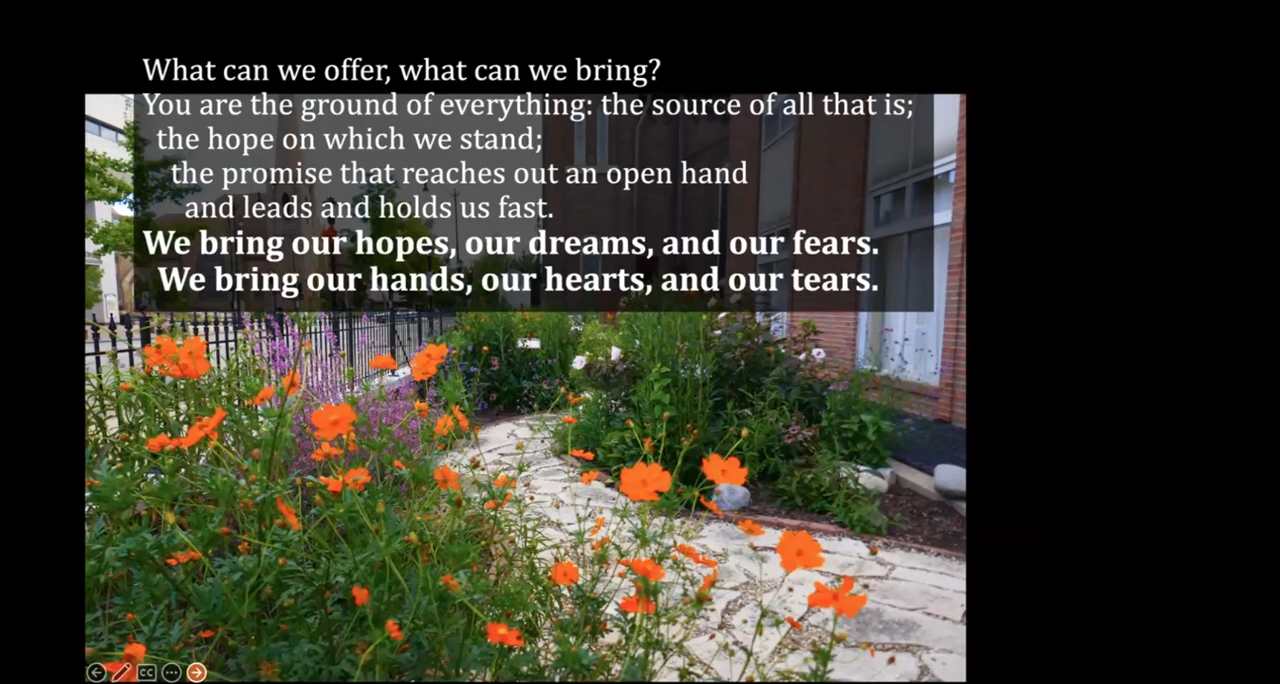 What can we offer, what can we bring?
You are the ground of everything: the source of all that is;
the hope on which we stand;
the promise that reaches out an open hand
and leads and holds us fast.
We bring our hopes, our dreams, and our fears.
We bring our hands, our hearts, and our tears.
CC